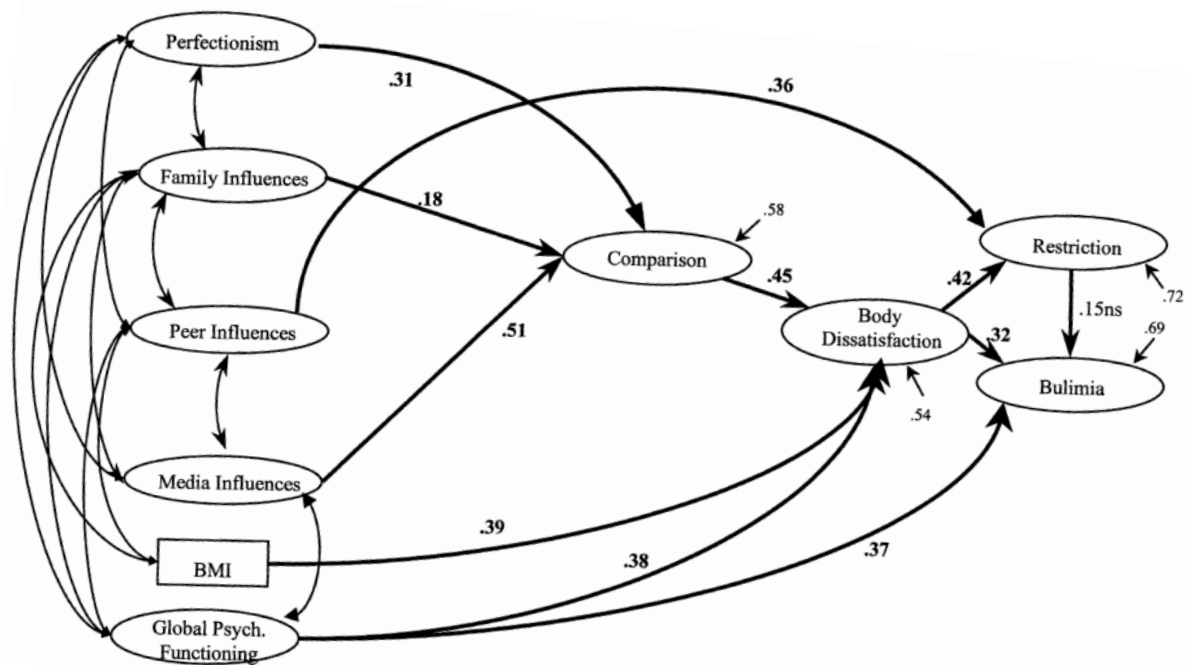 Perfectionism
.31
.36
Family Influences
.18
.58
Comparison
Restriction
.45
.42
.72
Peer Influences
.51
Body
Dissatisfaction
.32
.15ns
.69
Bulimia
.54
Media Influences
.39
BMI
.38
.37
Global Psych.
Functioning